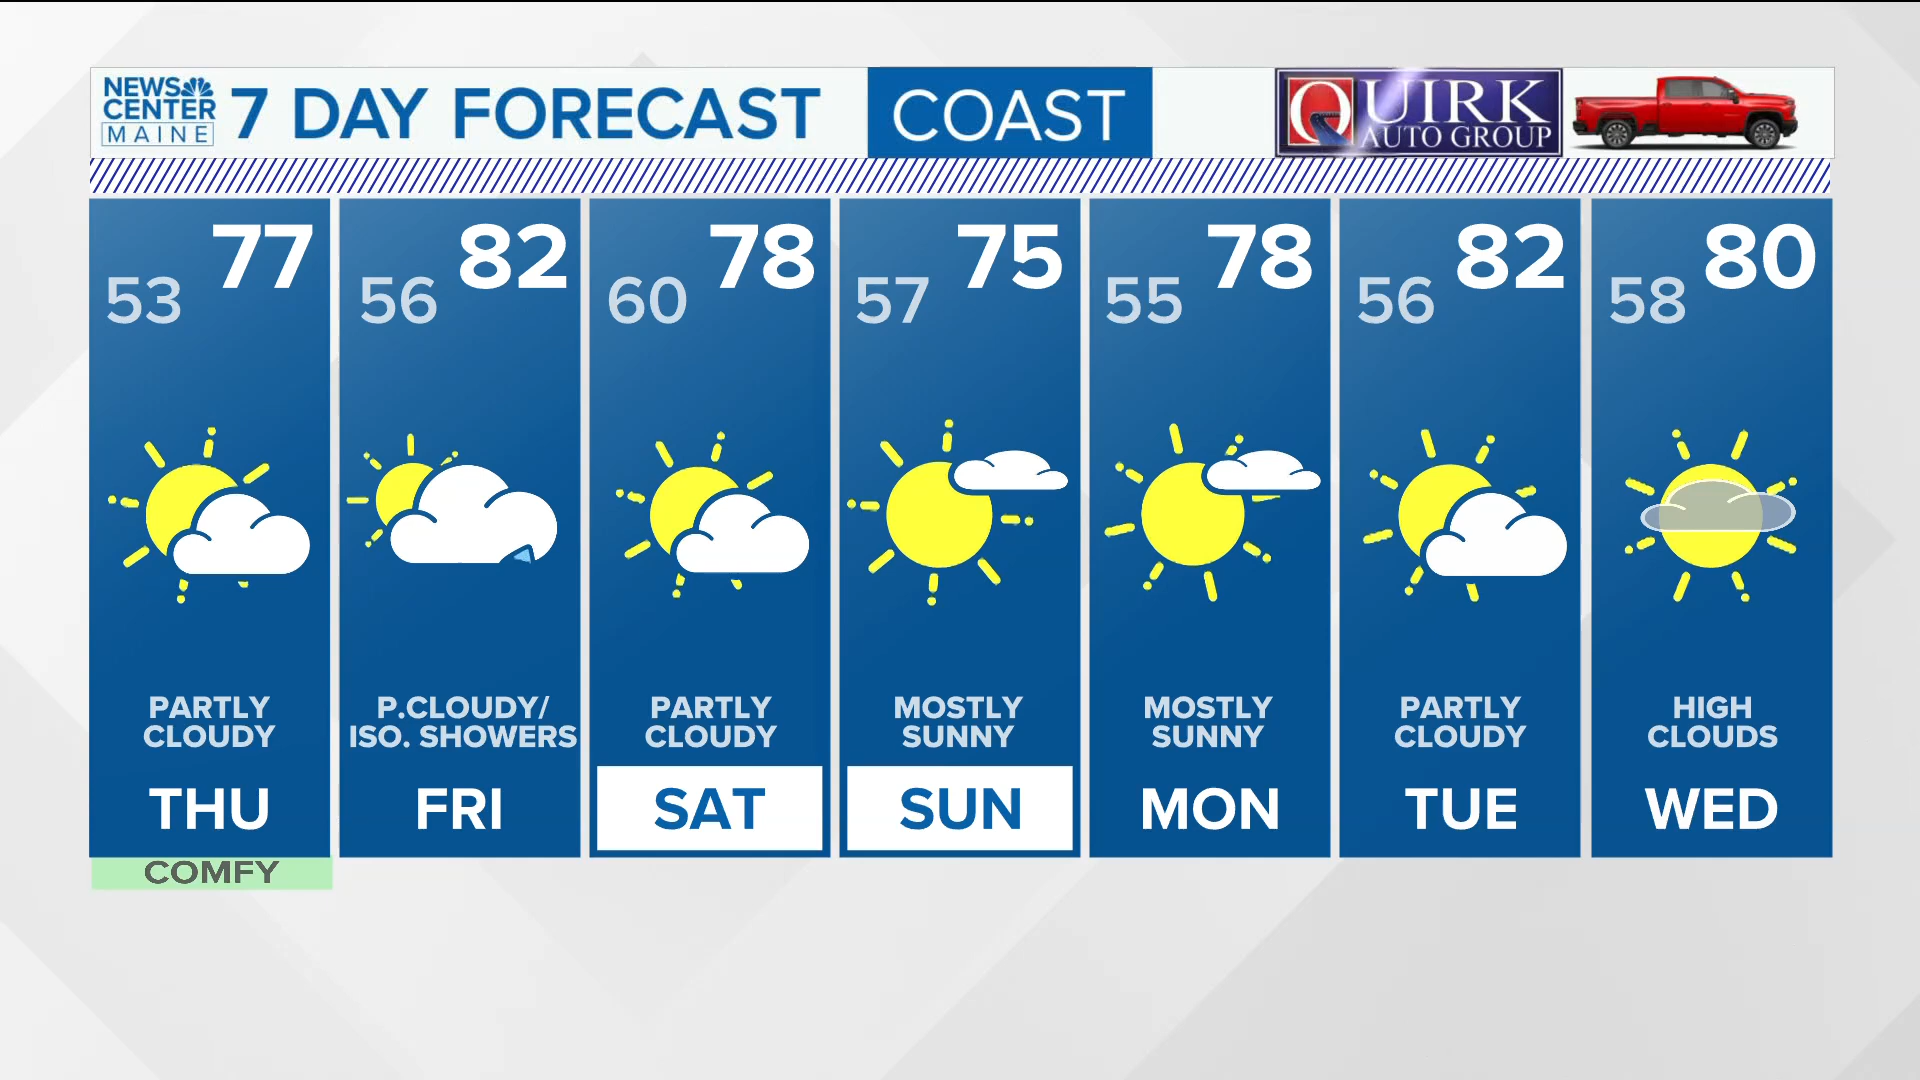 NEWS
CENTER
MAINE
7 DAY FORECAST
COAST
QUIRK
AUTO GROUP
53 77
PARTLY
CLOUDY
THU
COMFY
56 82
P.CLOUDY/
ISO. SHOWERS
FRI
60 78
PARTLY
CLOUDY
SAT
57 75
MOSTLY
SUNNY
SUN
55 78
MOSTLY
SUNNY
MON
56 82
PARTLY
CLOUDY
TUE
58 80
HIGH
CLOUDS
WED